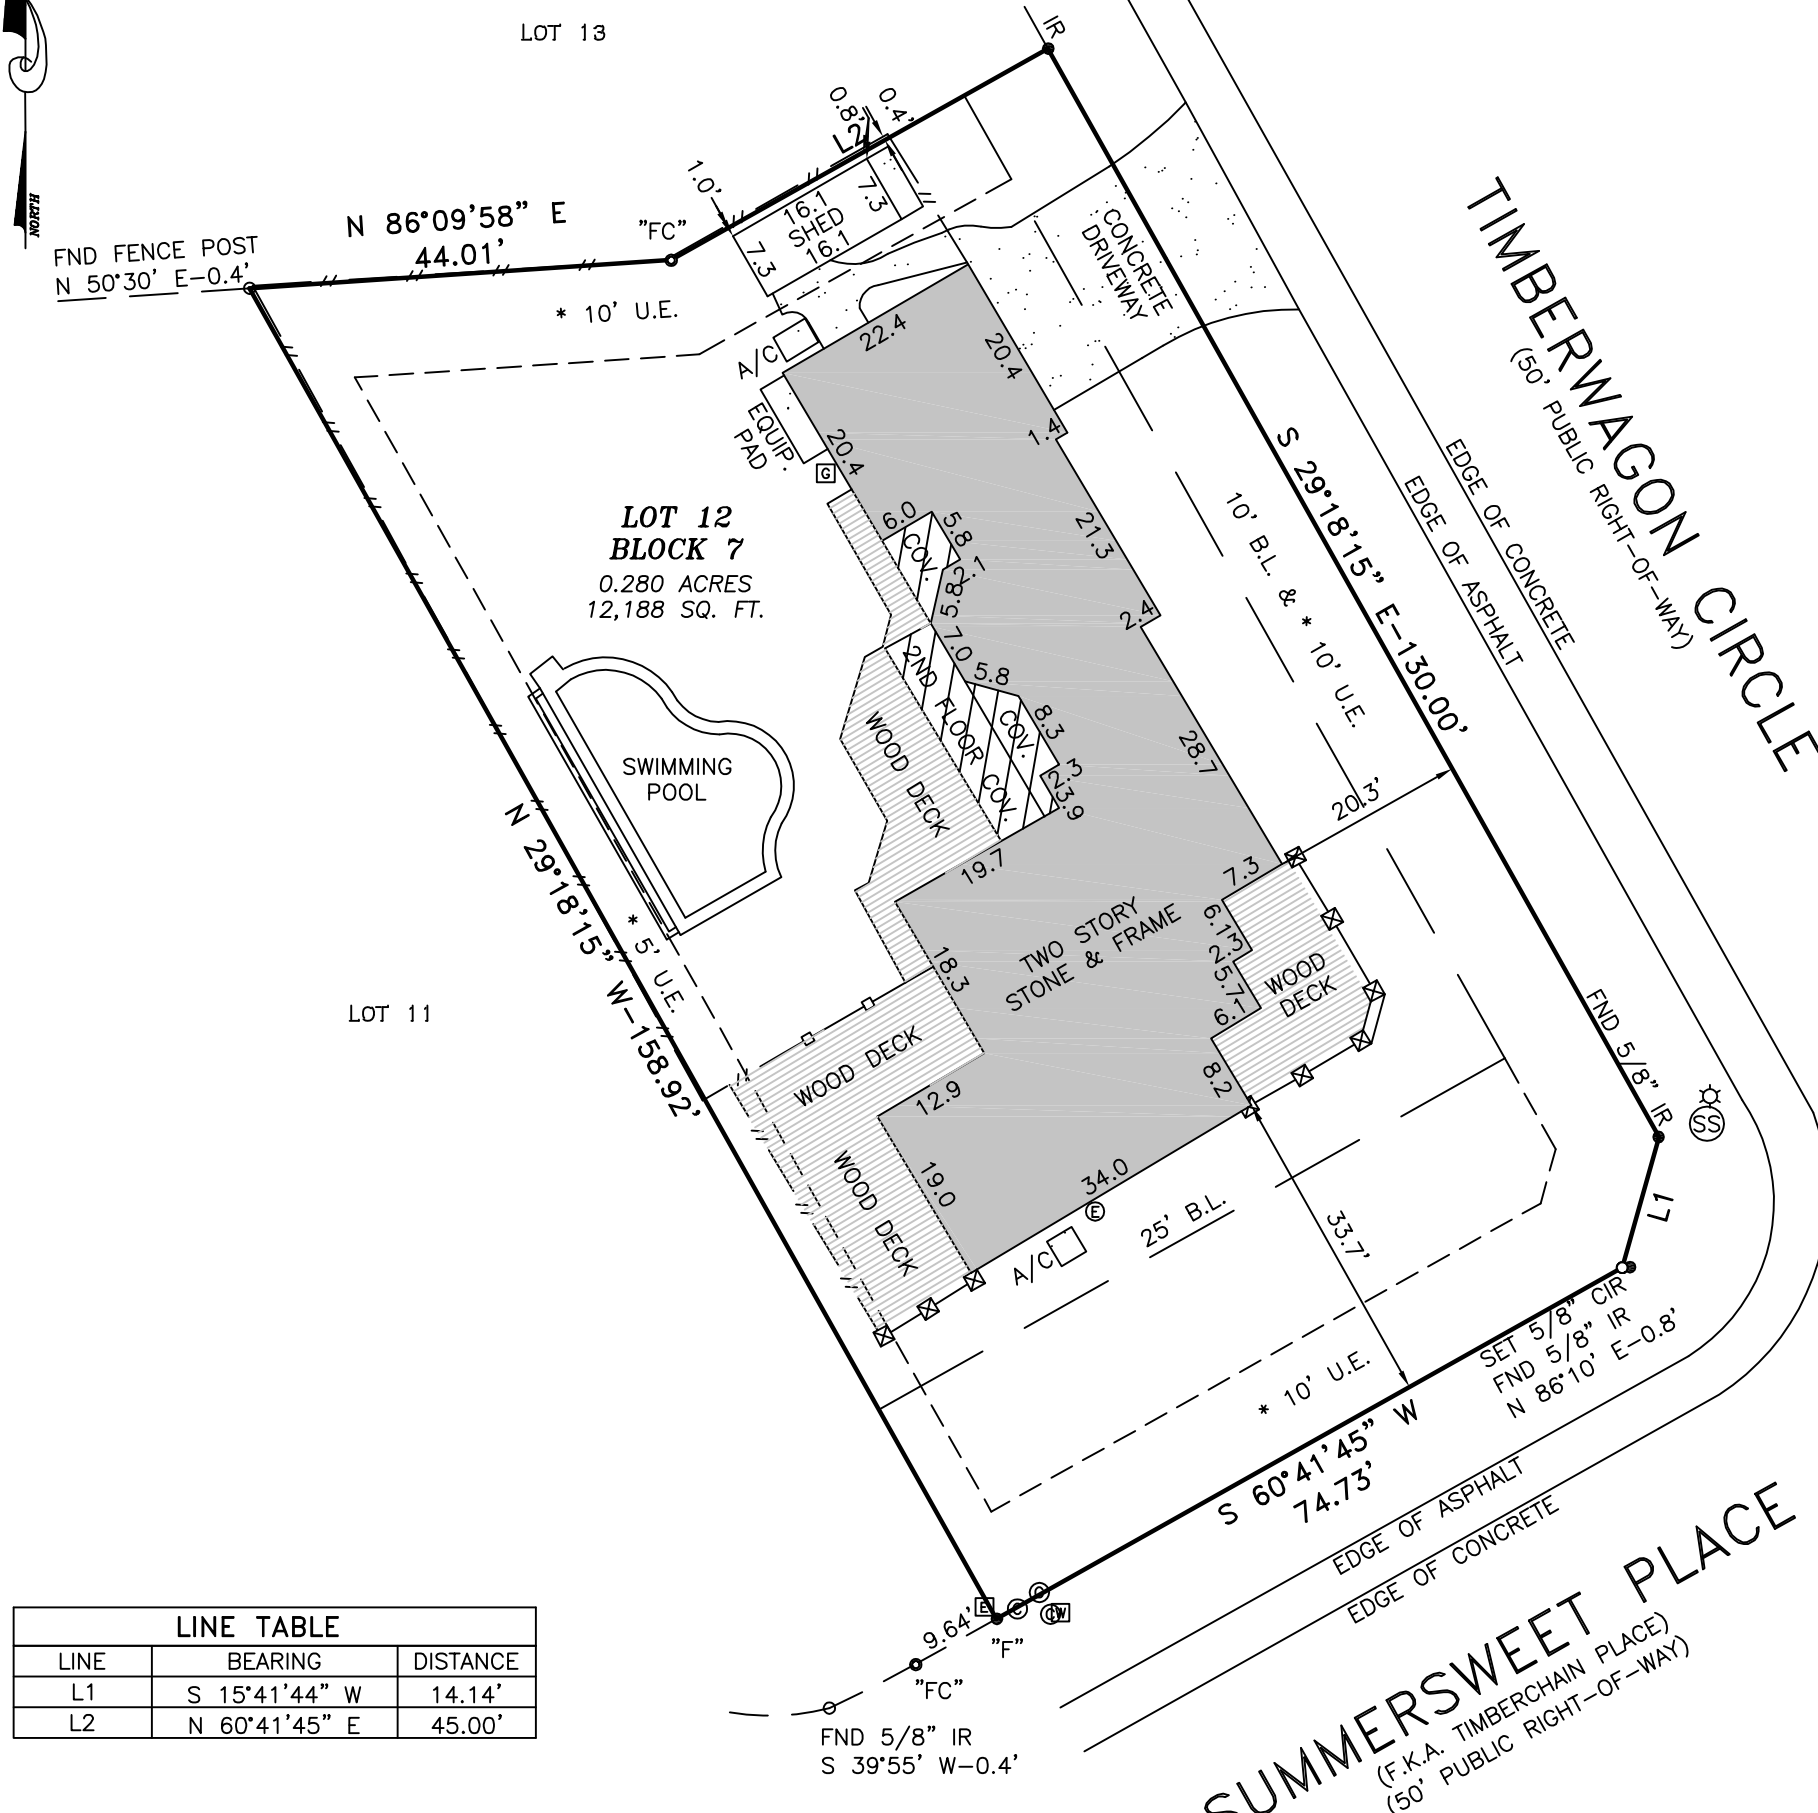 LOT 13
IR
NORTH
0.8'
0.4'
L2
1.0'
N 86°09'58" E
44.01'
"FC"
FND FENCE POST
N 50°30' E-0.4'
16.1
SHED
16.1
7.3
7.3
* 10' U.E.
CONCRETE
DRIVEWAY
TIMBERWAGON CIRCLE
(50' PUBLIC RIGHT-OF-WAY)
A/C
22.4
20.4
EQUIP.
PAD
20.4
G
1.4
S 29°18'15" E-130.00'
EDGE OF CONCRETE
EDGE OF ASPHALT
10' B.L. & * 10' U.E.
LOT 12
BLOCK 7
0.280 ACRES
12,188 SQ. FT.
6.0
5.8
COV.
2.1
5.8
21.3
2.4
7.0
5.8
2ND FLOOR COV.
COV.
8.3
2.3
3.9
WOOD DECK
28.7
SWIMMING
POOL
20.3'
N 29°18'15" W-158.92'
* 5' U.E.
19.7
7.3
6.1
2.3
5.7
6.1
TWO STORY
STONE & FRAME
WOOD
DECK
18.3
LOT 11
WOOD DECK
12.9
8.2
FND 5/8" IR
SS
WOOD DECK
19.0
34.0
E
A/C
25' B.L.
33.7'
L1
SET 5/8" CIR
FND 5/8" IR
N 86°10' E-0.8'
* 10' U.E.
S 60°41'45" W
74.73'
EDGE OF ASPHALT
EDGE OF CONCRETE
SUMMERSWEET PLACE
(F.K.A. TIMBERCHAIN PLACE)
(50' PUBLIC RIGHT-OF-WAY)
E
C
C
W
9.64'
"F"
"FC"
FND 5/8" IR
S 39°55' W-0.4'
LINE TABLE
LINE BEARING DISTANCE
L1 S 15°41'44" W 14.14'
L2 N 60°41'45" E 45.00'